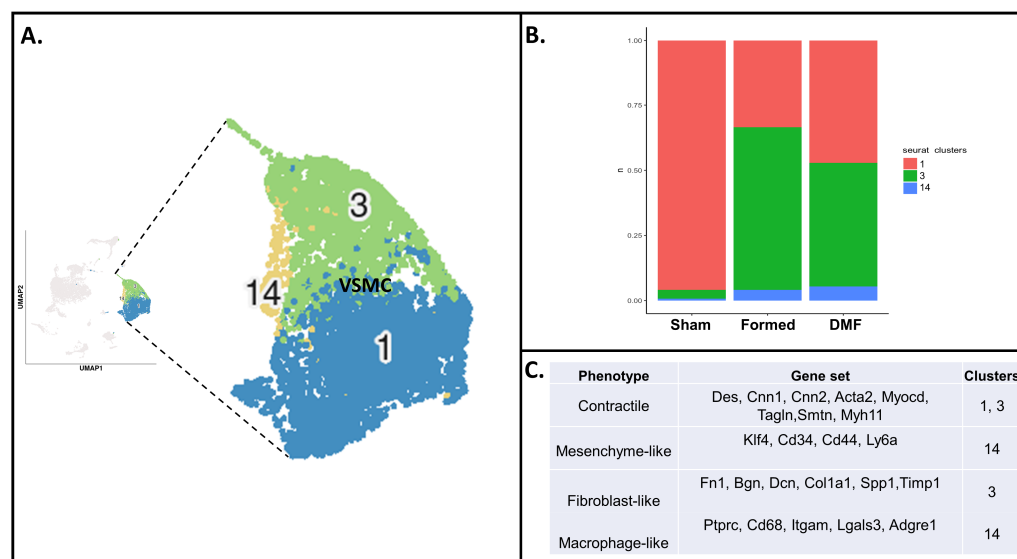 A.
3
14
VSMC
1
3
14
1
UMAP2
UMAP1
B.
1.00
0.75
0.50
0.25
0.00
n
Sham Formed DMF
seurat clusters
1
3
14
C.
Phenotype Gene set Clusters
Contractile Des, Cnn1, Cnn2, Acta2, Myocd, 1, 3
Tagln,Smtn, Myh11
Mesenchyme-like Klf4, Cd34, Cd44, Ly6a 14
Fibroblast-like Fn1, Bgn, Dcn, Col1a1, Spp1,Timp1 3
Macrophage-like Ptprc, Cd68, Itgam, Lgals3, Adgre1 14